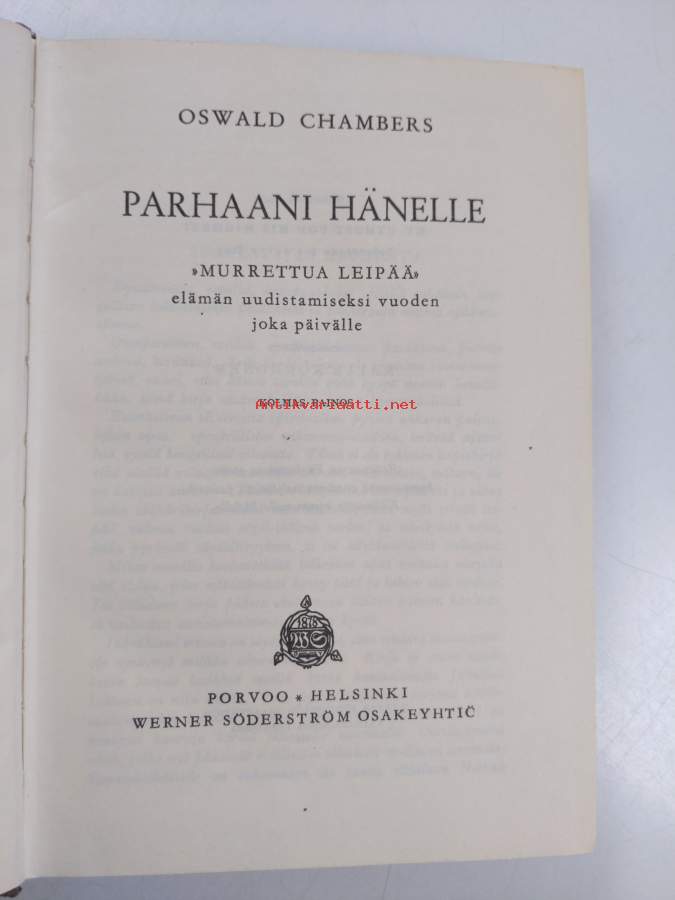 OSWALD CHAMBERS
PARHAANI HÄNELLE
»MURRETTUA LEIPÄÄ»
elämän uudistamiseksi vuoden
joka päivälle
KOLMAS PAINOS
antikvariaatti.net
1878
WS
PORVOO * HELSINKI
WERNER SÖDERSTRÖM OSAKEYHTIÖ